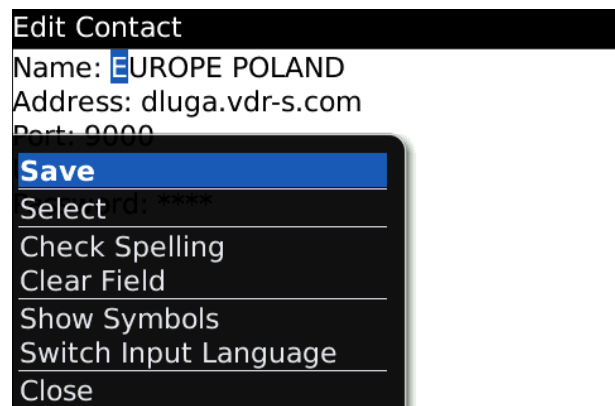 Edit Contact
Name: EUROPE POLAND
Address: dluga.vdr-s.com
Port: 9000
Save
Password: ****
Select
Check Spelling
Clear Field
Show Symbols
Switch Input Language
Close